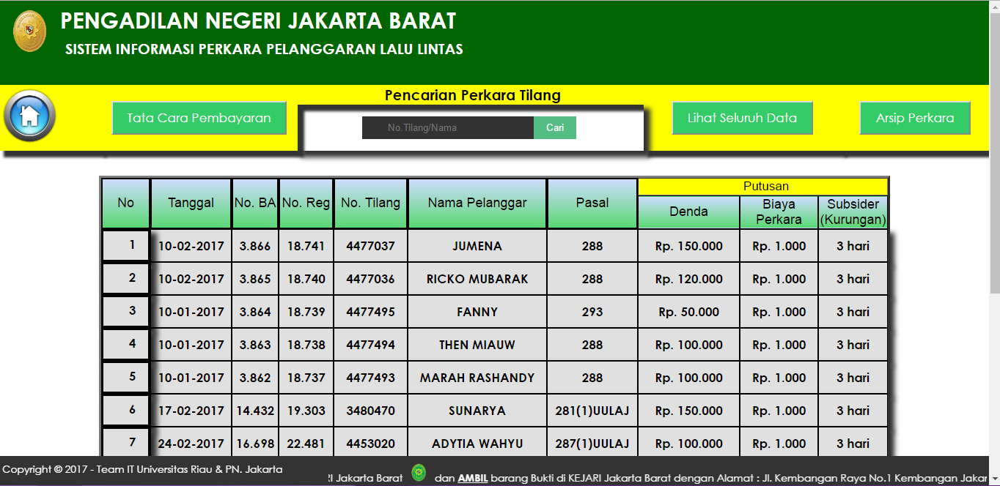 PENGADILAN NEGERI JAKARTA BARAT
SISTEM INFORMASI PERKARA PELANGGARAN LALU LINTAS
Pencarian Perkara Tilang
Tata Cara Pembayaran
No.Tilang/Nama Cari
Lihat Seluruh Data
Arsip Perkara
No Tanggal No. BA No. Reg No. Tilang Nama Pelanggar Pasal Putusan
Denda Biaya Perkara Subsider (Kurungan)
1 10-02-2017 3.866 18.741 4477037 JUMENA 288 Rp. 150.000 Rp. 1.000 3 hari
2 10-02-2017 3.865 18.740 4477036 RICKO MUBARAK 288 Rp. 120.000 Rp. 1.000 3 hari
3 10-01-2017 3.864 18.739 4477495 FANNY 293 Rp. 50.000 Rp. 1.000 3 hari
4 10-01-2017 3.863 18.738 4477494 THEN MIAUW 288 Rp. 100.000 Rp. 1.000 3 hari
5 10-01-2017 3.862 18.737 4477493 MARAH RASHANDY 288 Rp. 100.000 Rp. 1.000 3 hari
6 17-02-2017 14.432 19.303 3480470 SUNARYA 281(1)UULAJ Rp. 150.000 Rp. 1.000 3 hari
7 24-02-2017 16.698 22.481 4453020 ADYTIA WAHYU 287(1)UULAJ Rp. 100.000 Rp. 1.000 3 hari
Copyright © 2017 - Team IT Universitas Riau & PN. Jakarta
Jakarta Barat dan AMBIL barang Bukti di KEJARI Jakarta Barat dengan Alamat : Jl. Kembangan Raya No.1 Kembangan Jakar